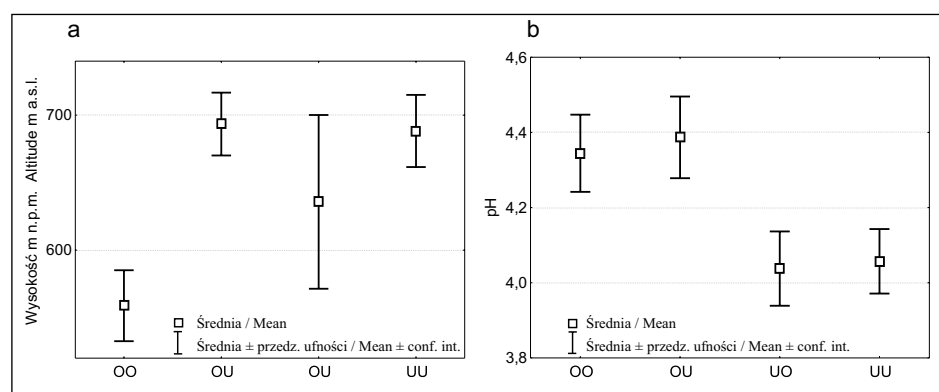 a
Wysokość m n.p.m. Altitude m a.s.l.
700
600
Średnia / Mean
Średnia ± przedz. ufności / Mean ± conf. int.
OO OU OU UU
b
pH
4,6
4,4
4,2
4,0
3,8
Średnia / Mean
Średnia ± przedz. ufności / Mean ± conf. int.
OO OU UO UU